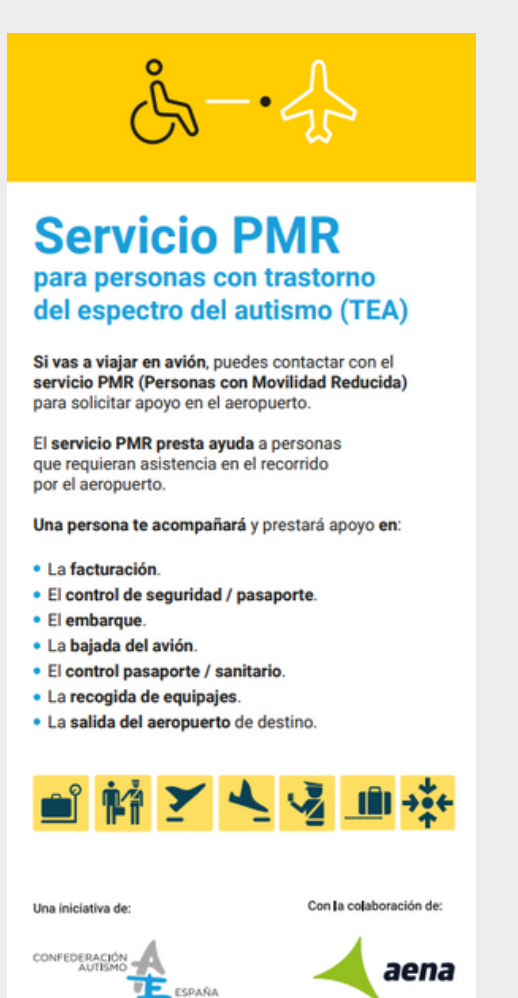 Servicio PMR
para personas con trastorno
del espectro del autismo (TEA)
Si vas a viajar en avión, puedes contactar con el
servicio PMR (Personas con Movilidad Reducida)
para solicitar apoyo en el aeropuerto.
El servicio PMR presta ayuda a personas
que requieran asistencia en el recorrido
por el aeropuerto.
Una persona te acompañará y prestará apoyo en:
• La facturación.
• El control de seguridad / pasaporte.
• El embarque.
• La bajada del avión.
• El control pasaporte / sanitario.
• La recogida de equipajes.
• La salida del aeropuerto de destino.
Una iniciativa de:
Con la colaboración de:
CONFEDERACIÓN
AUTISMO
ESPAÑA
aena